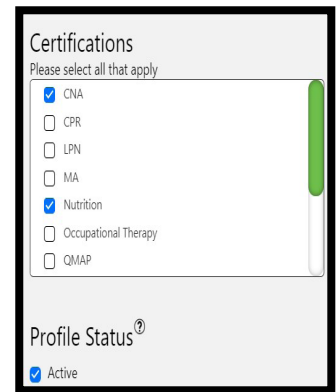 Certifications
Please select all that apply
CNA
CPR
LPN
MA
Nutrition
Occupational Therapy
QMAP
Profile Status?
Active